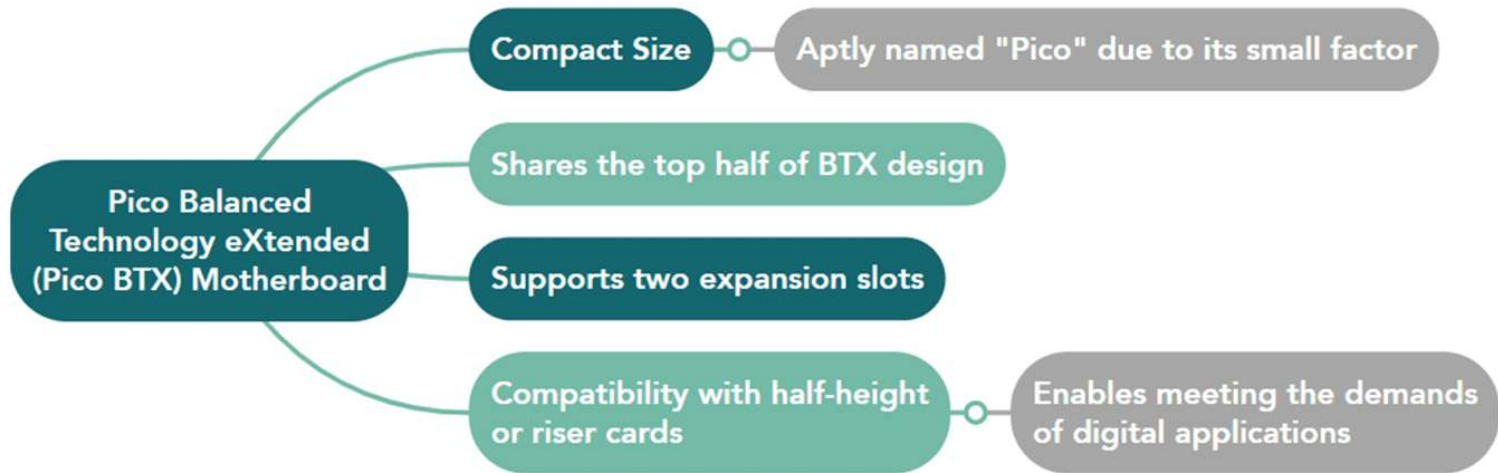 Compact Size
Aptly named "Pico" due to its small factor
Shares the top half of BTX design
Pico Balanced
Technology eXtended
(Pico BTX) Motherboard
Supports two expansion slots
Compatibility with half-height
or riser cards
Enables meeting the demands
of digital applications